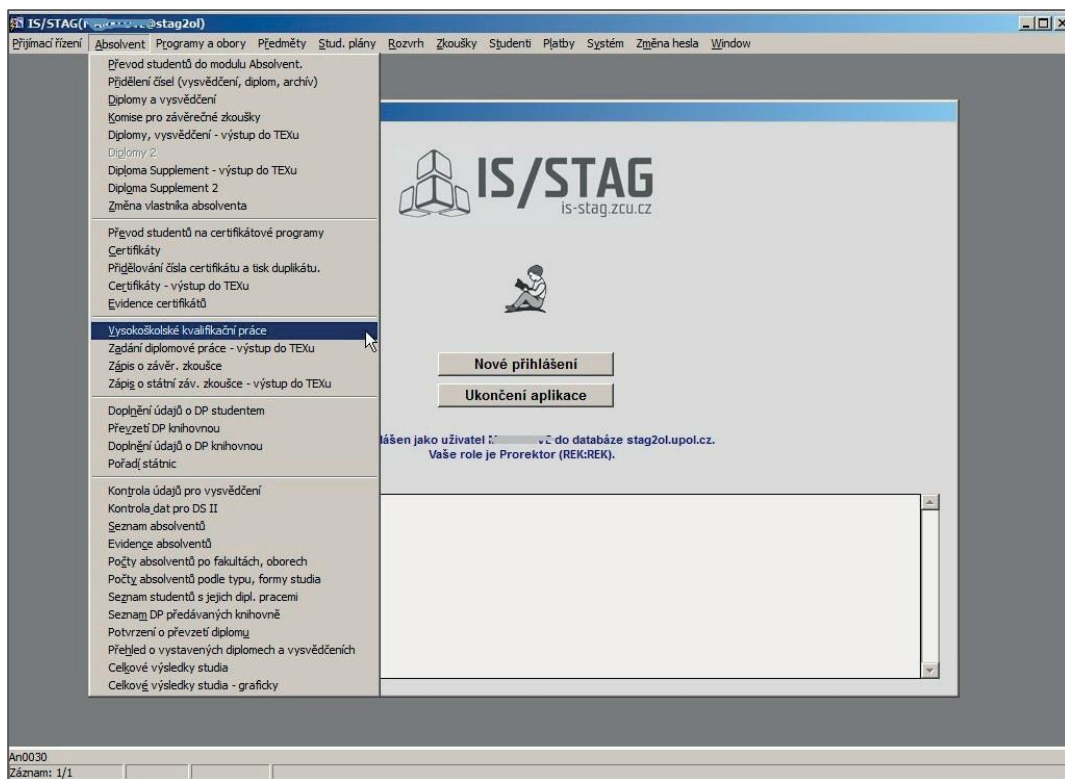 IS/STAG( @stag2ol)
Přijímací řízení Absolvent Programy a obory Předměty Stud. plány Rozvrh Zkoušky Studenti Platby Systém Změna hesla Window
Převod studentů do modulu Absolvent.
Přidělení čísel (vysvědčení, diplom, archív)
Diplomy a vysvědčení
Komise pro závěrečné zkoušky
Diplomy, vysvědčení - výstup do TEXu
Diplomy 2
Diploma Supplement - výstup do TEXu
Diploma Supplement 2
Změna vlastníka absolventa
Převod studentů na certifikátové programy
Certifikáty
Přidělování čísla certifikátu a tisk duplikátu.
Certifikáty - výstup do TEXu
Evidence certifikátů
Vysokoškolské kvalifikační práce
Zadání diplomové práce - výstup do TEXu
Zápis o závěr. zkoušce
Zápis o státní záv. zkoušce - výstup do TEXu
Doplnění údajů o DP studentem
Převzetí DP knihovnou
Doplnění údajů o DP knihovnou
Pořadí státnic
Kontrola údajů pro vysvědčení
Kontrola dat pro DS II
Seznam absolventů
Evidence absolventů
Počty absolventů po fakultách, oborech
Počty absolventů podle typu, formy studia
Seznam studentů s jejich dipl. pracemi
Seznam DP předávaných knihovně
Potvrzení o převzetí diplomu
Přehled o vystavených diplomech a vysvědčeních
Celkové výsledky studia
Celkové výsledky studia - graficky
IS/STAG
is-stag.zcu.cz
Nové přihlášení
Ukončení aplikace
lášen jako uživatel do databáze stag2ol.upol.cz.
Vaše role je Prorektor (REK:REK).
An0030
Záznam: 1/1